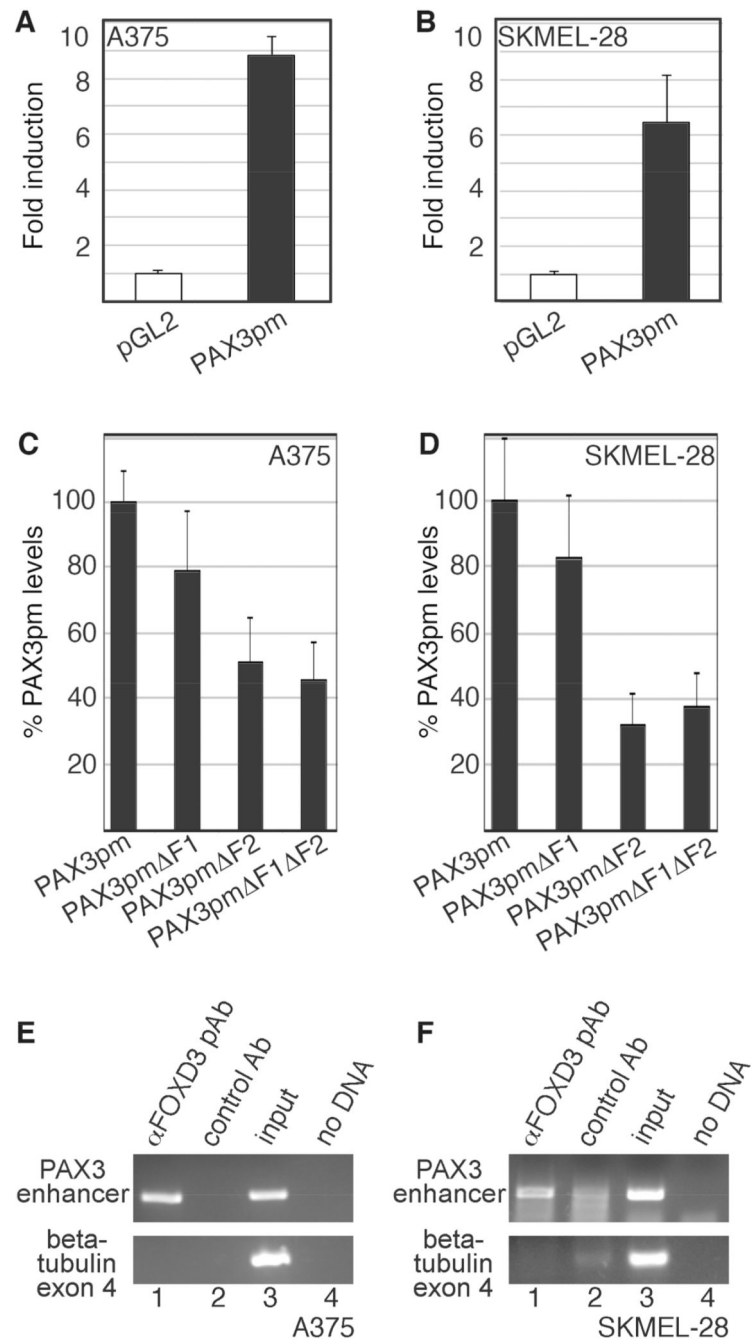 A
A375
10
8
6
4
2
Fold induction
pGL2
PAX3pm
B
SKMEL-28
10
8
6
4
2
Fold induction
pGL2
PAX3pm
C
A375
100
80
60
40
20
% PAX3pm levels
PAX3pm
PAX3pmΔF1
PAX3pmΔF2
PAX3pmΔF1ΔF2
D
SKMEL-28
100
80
60
40
20
% PAX3pm levels
PAX3pm
PAX3pmΔF1
PAX3pmΔF2
PAX3pmΔF1ΔF2
E
αFOXD3 pAb
control Ab
input
no DNA
PAX3
enhancer
beta-
tubulin
exon 4
1 2 3 4
A375
F
αFOXD3 pAb
control Ab
input
no DNA
PAX3
enhancer
beta-
tubulin
exon 4
1 2 3 4
SKMEL-28